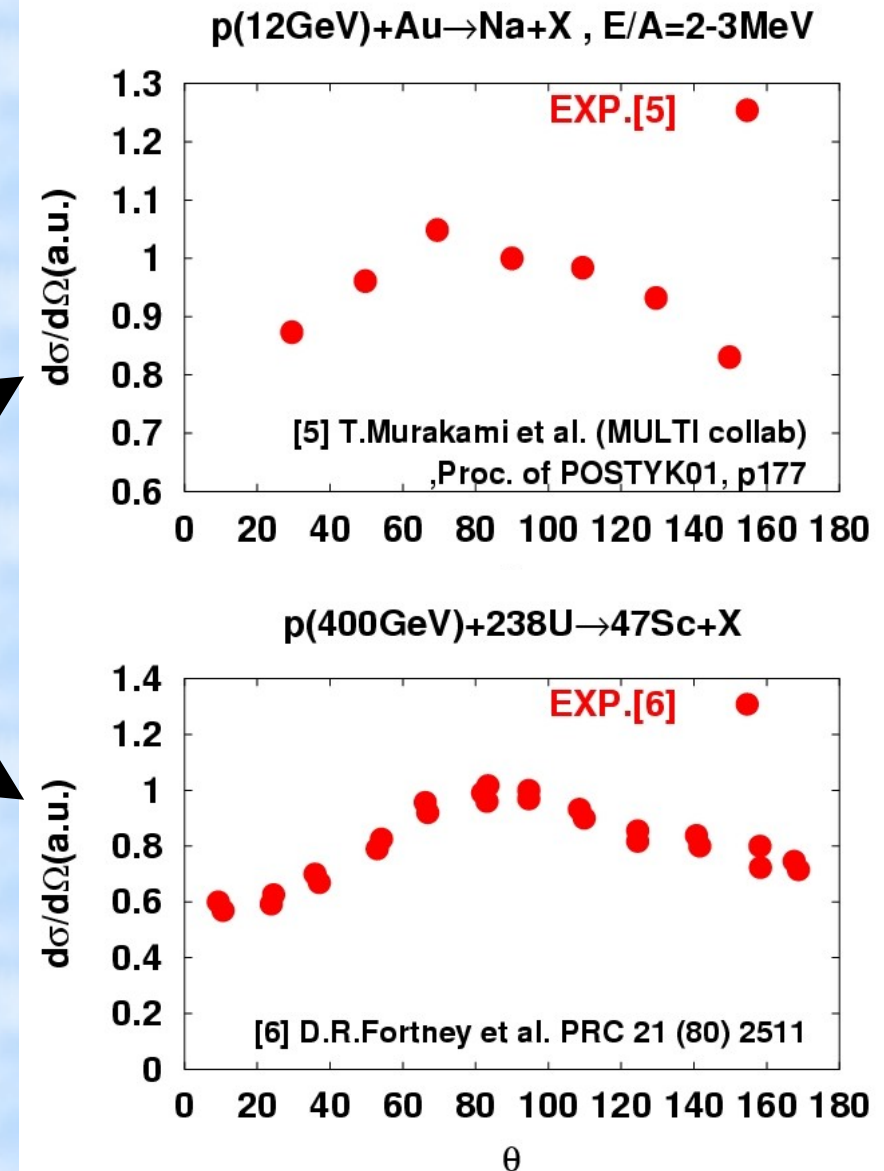 p(12GeV)+Au→Na+X , E/A=2-3MeV
1.3
1.2
1.1
1
0.9
0.8
0.7
0.6
dσ/dΩ(a.u.)
EXP.[5]
[5] T.Murakami et al. (MULTI collab)
,Proc. of POSTYK01, p177
0 20 40 60 80 100 120 140 160 180
p(400GeV)+238U→47Sc+X
1.4
1.2
1
0.8
0.6
0.4
0.2
0
dσ/dΩ(a.u.)
EXP.[6]
[6] D.R.Fortney et al. PRC 21 (80) 2511
0 20 40 60 80 100 120 140 160 180
θ